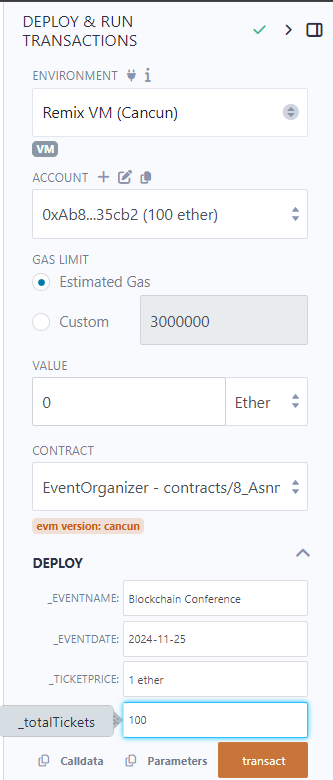 DEPLOY & RUN
TRANSACTIONS
ENVIRONMENT
Remix VM (Cancun)
VM
ACCOUNT
0xAb8...35cb2 (100 ether)
GAS LIMIT
Estimated Gas
Custom
3000000
VALUE
0
Ether
CONTRACT
EventOrganizer - contracts/8_Asnm
evm version: cancun
DEPLOY
_EVENTNAME: Blockchain Conference
_EVENTDATE: 2024-11-25
_TICKETPRICE: 1 ether
_totalTickets 100
Calldata Parameters transact